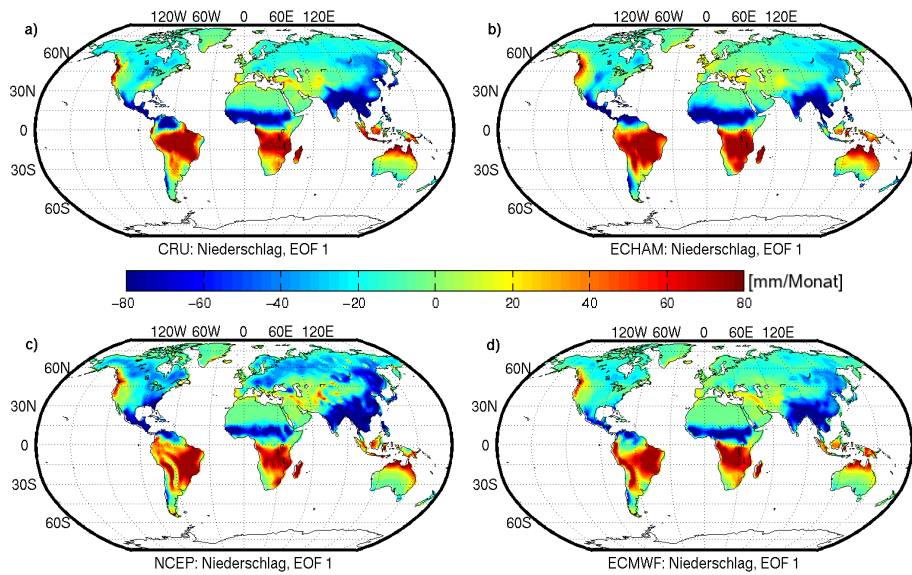 120W 60W 0 60E 120E
a)
60N
30N
0
30S
60S
CRU: Niederschlag, EOF 1
120W 60W 0 60E 120E
b)
60N
30N
0
30S
60S
ECHAM: Niederschlag, EOF 1
[mm/Monat]
−80 −60 −40 −20 0 20 40 60 80
120W 60W 0 60E 120E
c)
60N
30N
0
30S
60S
NCEP: Niederschlag, EOF 1
120W 60W 0 60E 120E
d)
60N
30N
0
30S
60S
ECMWF: Niederschlag, EOF 1